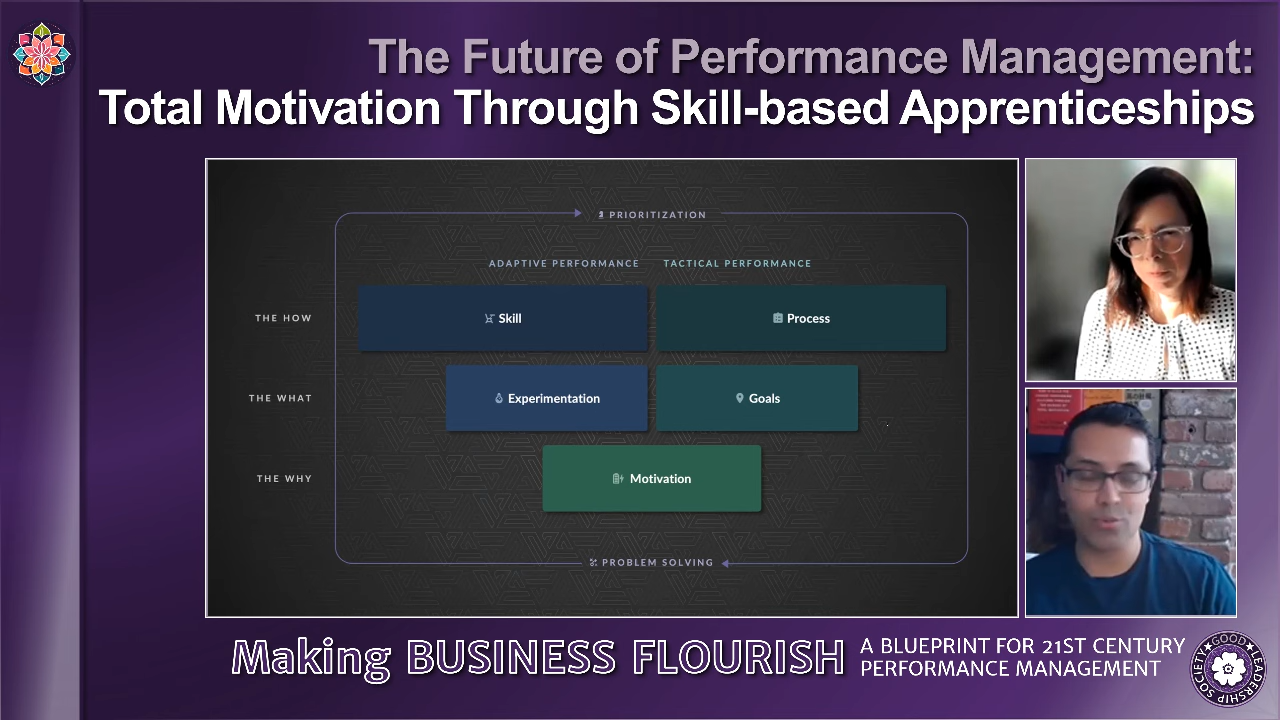 The Future of Performance Management:
Total Motivation Through Skill-based Apprenticeships
PRIORITIZATION
ADAPTIVE PERFORMANCE TACTICAL PERFORMANCE
THE HOW Skill Process
THE WHAT Experimentation Goals
THE WHY Motivation
PROBLEM SOLVING
Making BUSINESS FLOURISH
A BLUEPRINT FOR 21ST CENTURY
PERFORMANCE MANAGEMENT
GOOD LEADERSHIP SOCIETY